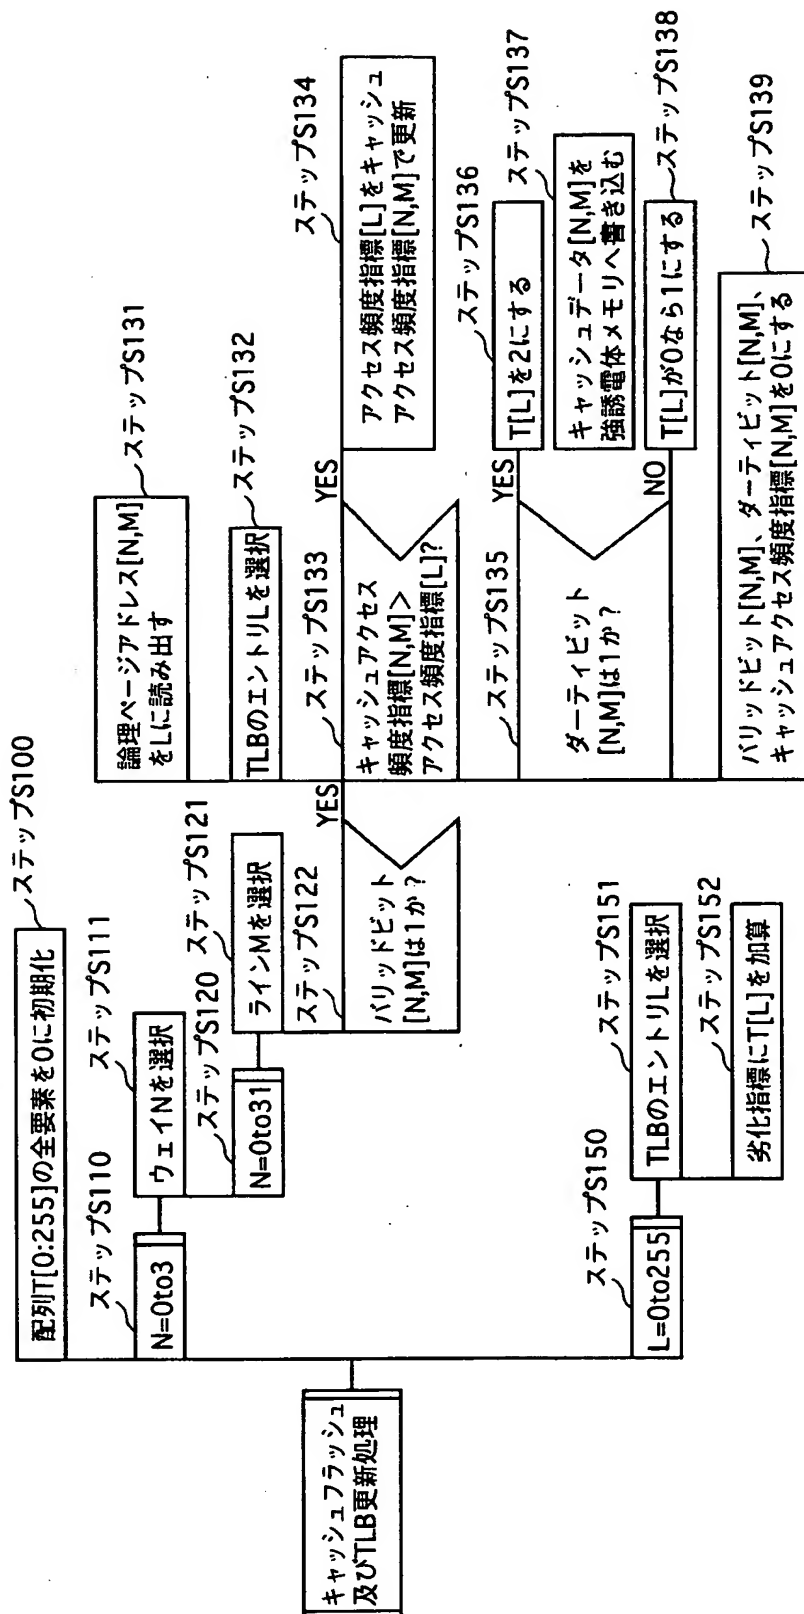 キャッシュフラッシュ
及びTLB更新処理
ステップS100
配列T[0:255]の全要素を0に初期化
ステップS110
N=0to3
ステップS111
ウェイNを選択
ステップS120
N=0to31
ステップS121
ラインMを選択
ステップS122
バリッドビット
[N,M]は1か?
YES
ステップS131
論理ページアドレス[N,M]
をLに読み出す
ステップS132
TLBのエントリLを選択
ステップS133
キャッシュアクセス
頻度指標[N,M]>
アクセス頻度指標[L]?
YES
ステップS134
アクセス頻度指標[L]をキャッシュ
アクセス頻度指標[N,M]で更新
ステップS135
ダーティビット
[N,M]は1か?
YES
ステップS136
T[L]を2にする
ステップS137
キャッシュデータ[N,M]を
強誘電体メモリへ書き込む
NO
ステップS138
T[L]が0なら1にする
ステップS139
バリッドビット[N,M]、ダーティビット[N,M]、
キャッシュアクセス頻度指標[N,M]を0にする
ステップS150
L=0to255
ステップS151
TLBのエントリLを選択
ステップS152
劣化指標にT[L]を加算